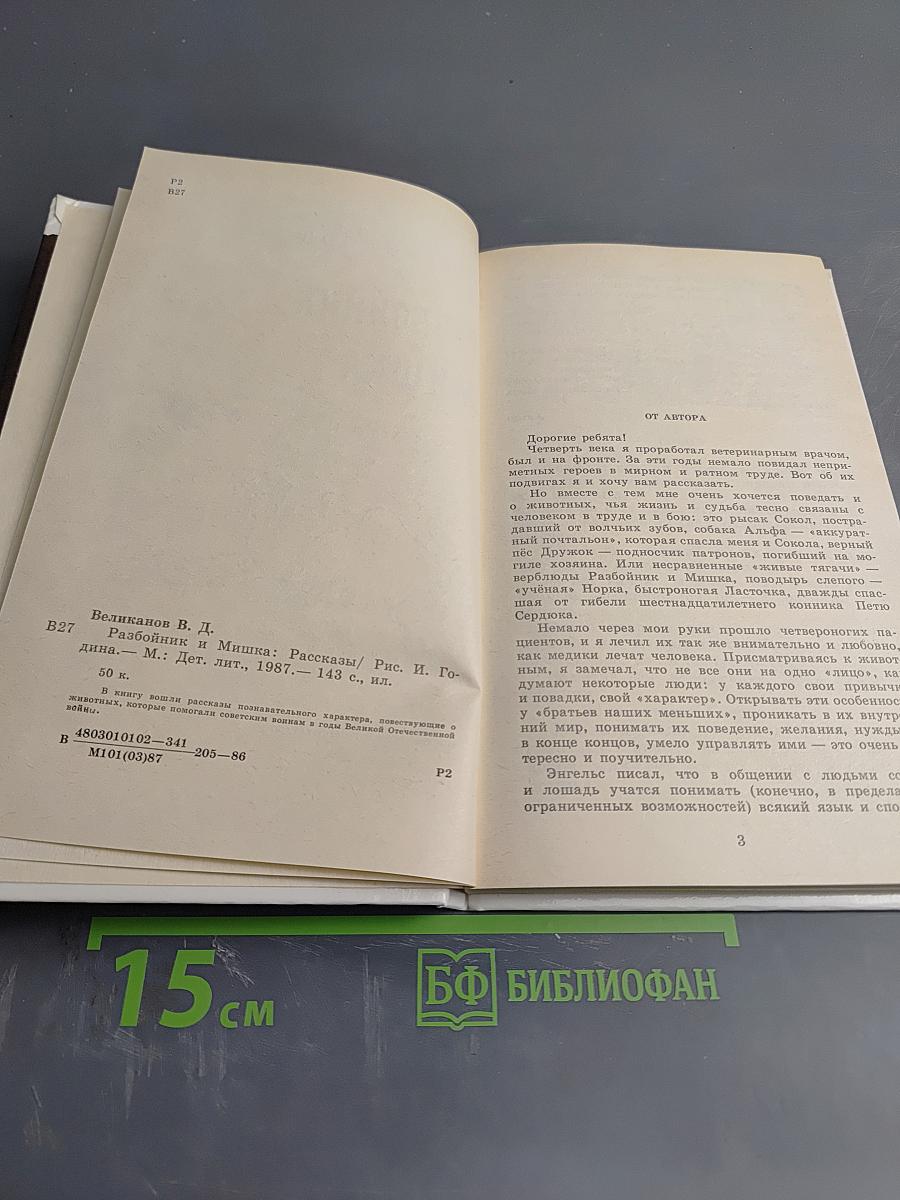 Р2
В27
Великанов В. Д.
В27 Разбойник и Мишка: Рассказы/ Рис. И. Го-
дина.— М.: Дет. лит., 1987.— 143 с., ил.
50 к.
В книгу вошли рассказы познавательного характера, повествующие о
животных, которые помогали советским воинам в годы Великой Отечественной
войны.
В 4803010102—341
М101(03)87 205—86
Р2
ОТ АВТОРА
Дорогие ребята!
Четверть века я проработал ветеринарным врачом,
был и на фронте. За эти годы немало повидал непри-
метных героев в мирном и ратном труде. Вот об их
подвигах я и хочу вам рассказать.
Но вместе с тем мне очень хочется поведать и
о животных, чья жизнь и судьба тесно связаны с
человеком в труде и в бою: это рысак Сокол, постра-
давший от волчьих зубов, собака Альфа — «аккурат-
ный почтальон», которая спасла меня и Сокола, верный
пёс Дружок — подносчик патронов, погибший на мо-
гиле хозяина. Или несравненные «живые тягачи» —
верблюды Разбойник и Мишка, поводырь слепого —
«учёная» Норка, быстроногая Ласточка, дважды спас-
шая от гибели шестнадцатилетнего конника Петю
Сердюка.
Немало через мои руки прошло четвероногих па-
циентов, и я лечил их так же внимательно и любовно,
как медики лечат человека. Присматриваясь к живот-
ным, я замечал, что не все они на одно «лицо», ка
думают некоторые люди: у каждого свои привычк
и повадки, свой «характер». Открывать эти особеннос
у «братьев наших меньших», проникать в их внутр
ний мир, понимать их поведение, желания, нужды
в конце концов, умело управлять ими — это очень
тересно и поучительно.
Энгельс писал, что в общении с людьми со
и лошадь учатся понимать (конечно, в предела
ограниченных возможностей) всякий язык и спо
3
15 см
БФ БИБЛИОФАН